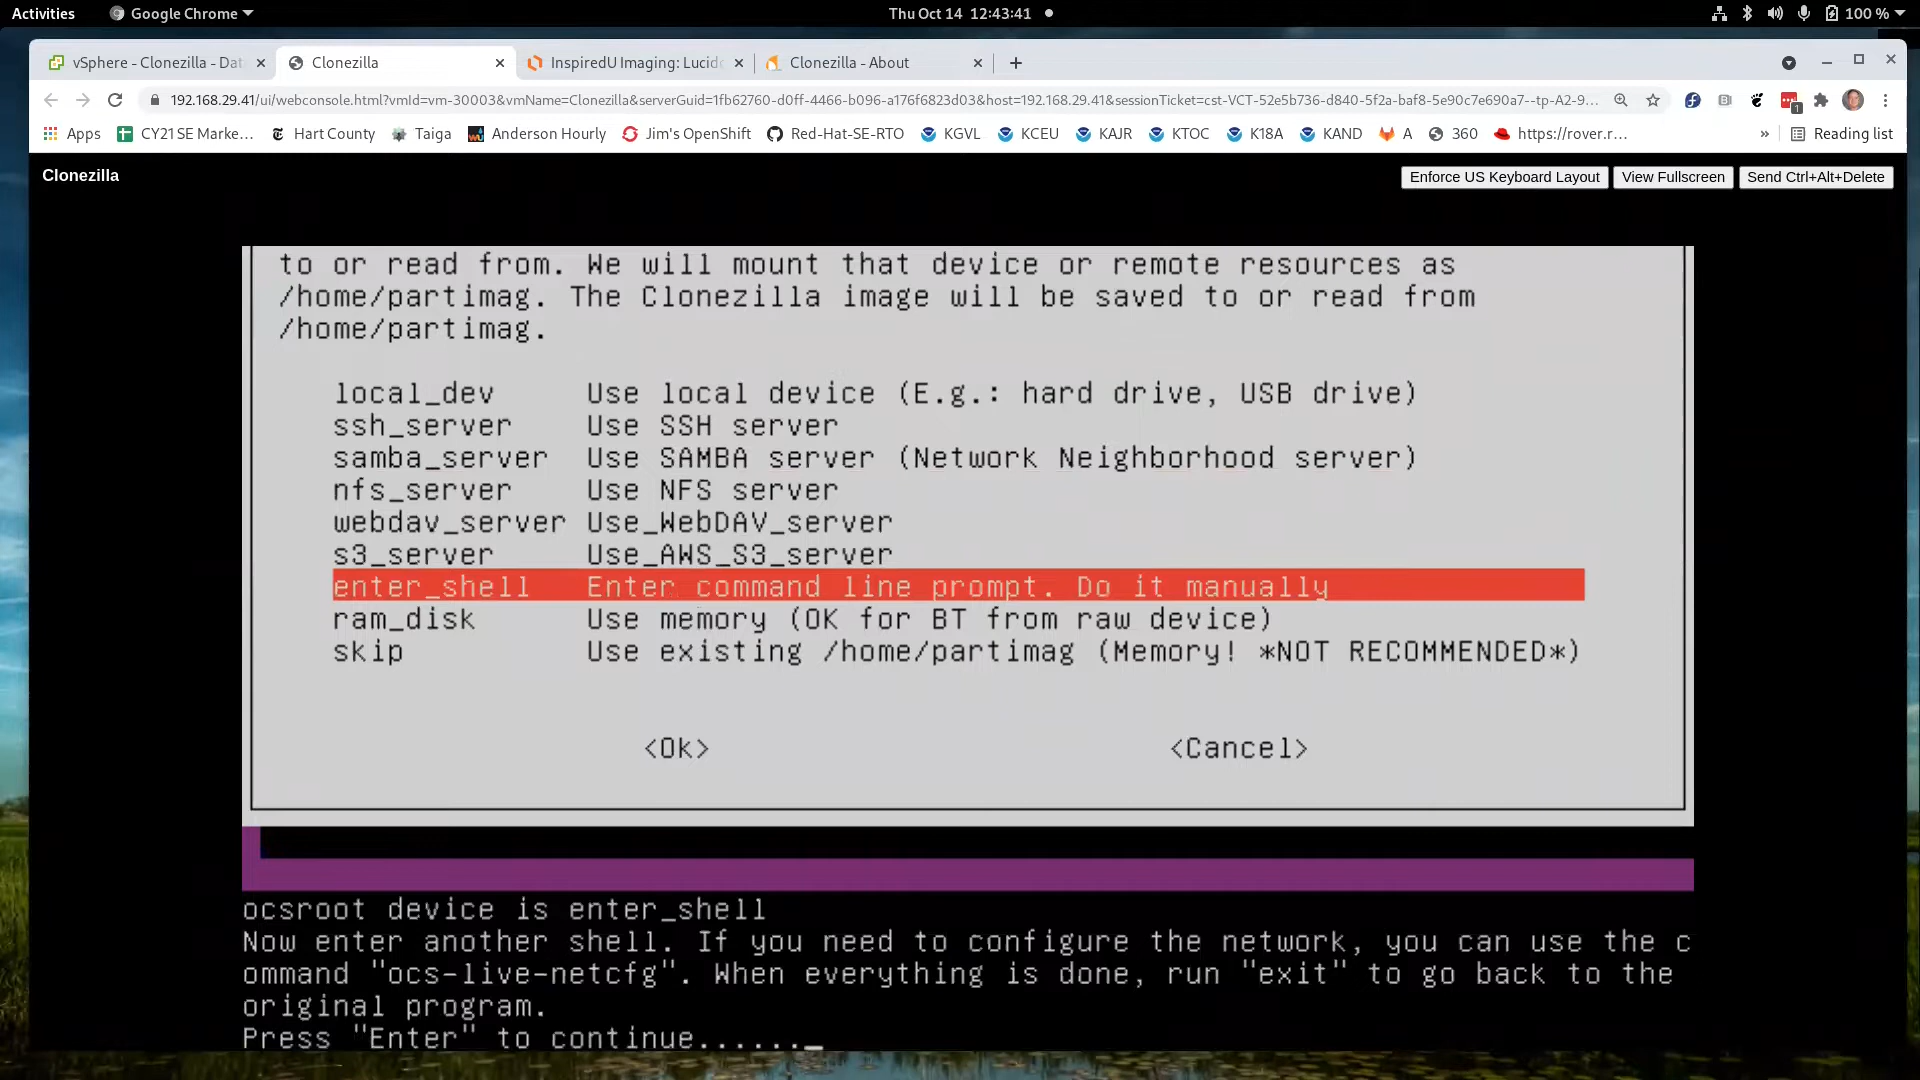 Activities
Google Chrome
Thu Oct 14 12:43:41
100 %
vSphere - Clonezilla - Dat
Clonezilla
InspiredU Imaging: Lucid
Clonezilla - About
192.168.29.41/ui/webconsole.html?vmId=vm-30003&vmName=Clonezilla&serverGuid=1fb62760-d0ff-4466-b096-a176f6823d03&host=192.168.29.41&sessionTicket=cst-VCT-52e5b736-d840-5f2a-baf8-5e90c7e690a7--tp-A2-9...
1
Apps
CY21 SE Marke...
Hart County
Taiga
Anderson Hourly
Jim's OpenShift
Red-Hat-SE-RTO
KGVL
KCEU
KAJR
KTOC
K18A
KAND
A
360
https://rover.r...
»
Reading list
Clonezilla
Enforce US Keyboard Layout
View Fullscreen
Send Ctrl+Alt+Delete
to or read from. We will mount that device or remote resources as
/home/partimag. The Clonezilla image will be saved to or read from
/home/partimag.
local_dev Use local device (E.g.: hard drive, USB drive)
ssh_server Use SSH server
samba_server Use SAMBA server (Network Neighborhood server)
nfs_server Use NFS server
webdav_server Use_WebDAV_server
s3_server Use_AWS_S3_server
enter_shell Enter command line prompt. Do it manually
ram_disk Use memory (OK for BT from raw device)
skip Use existing /home/partimag (Memory! *NOT RECOMMENDED*)
<Ok> <Cancel>
ocsroot device is enter_shell
Now enter another shell. If you need to configure the network, you can use the c
ommand "ocs-live-netcfg". When everything is done, run "exit" to go back to the
original program.
Press "Enter" to continue......_